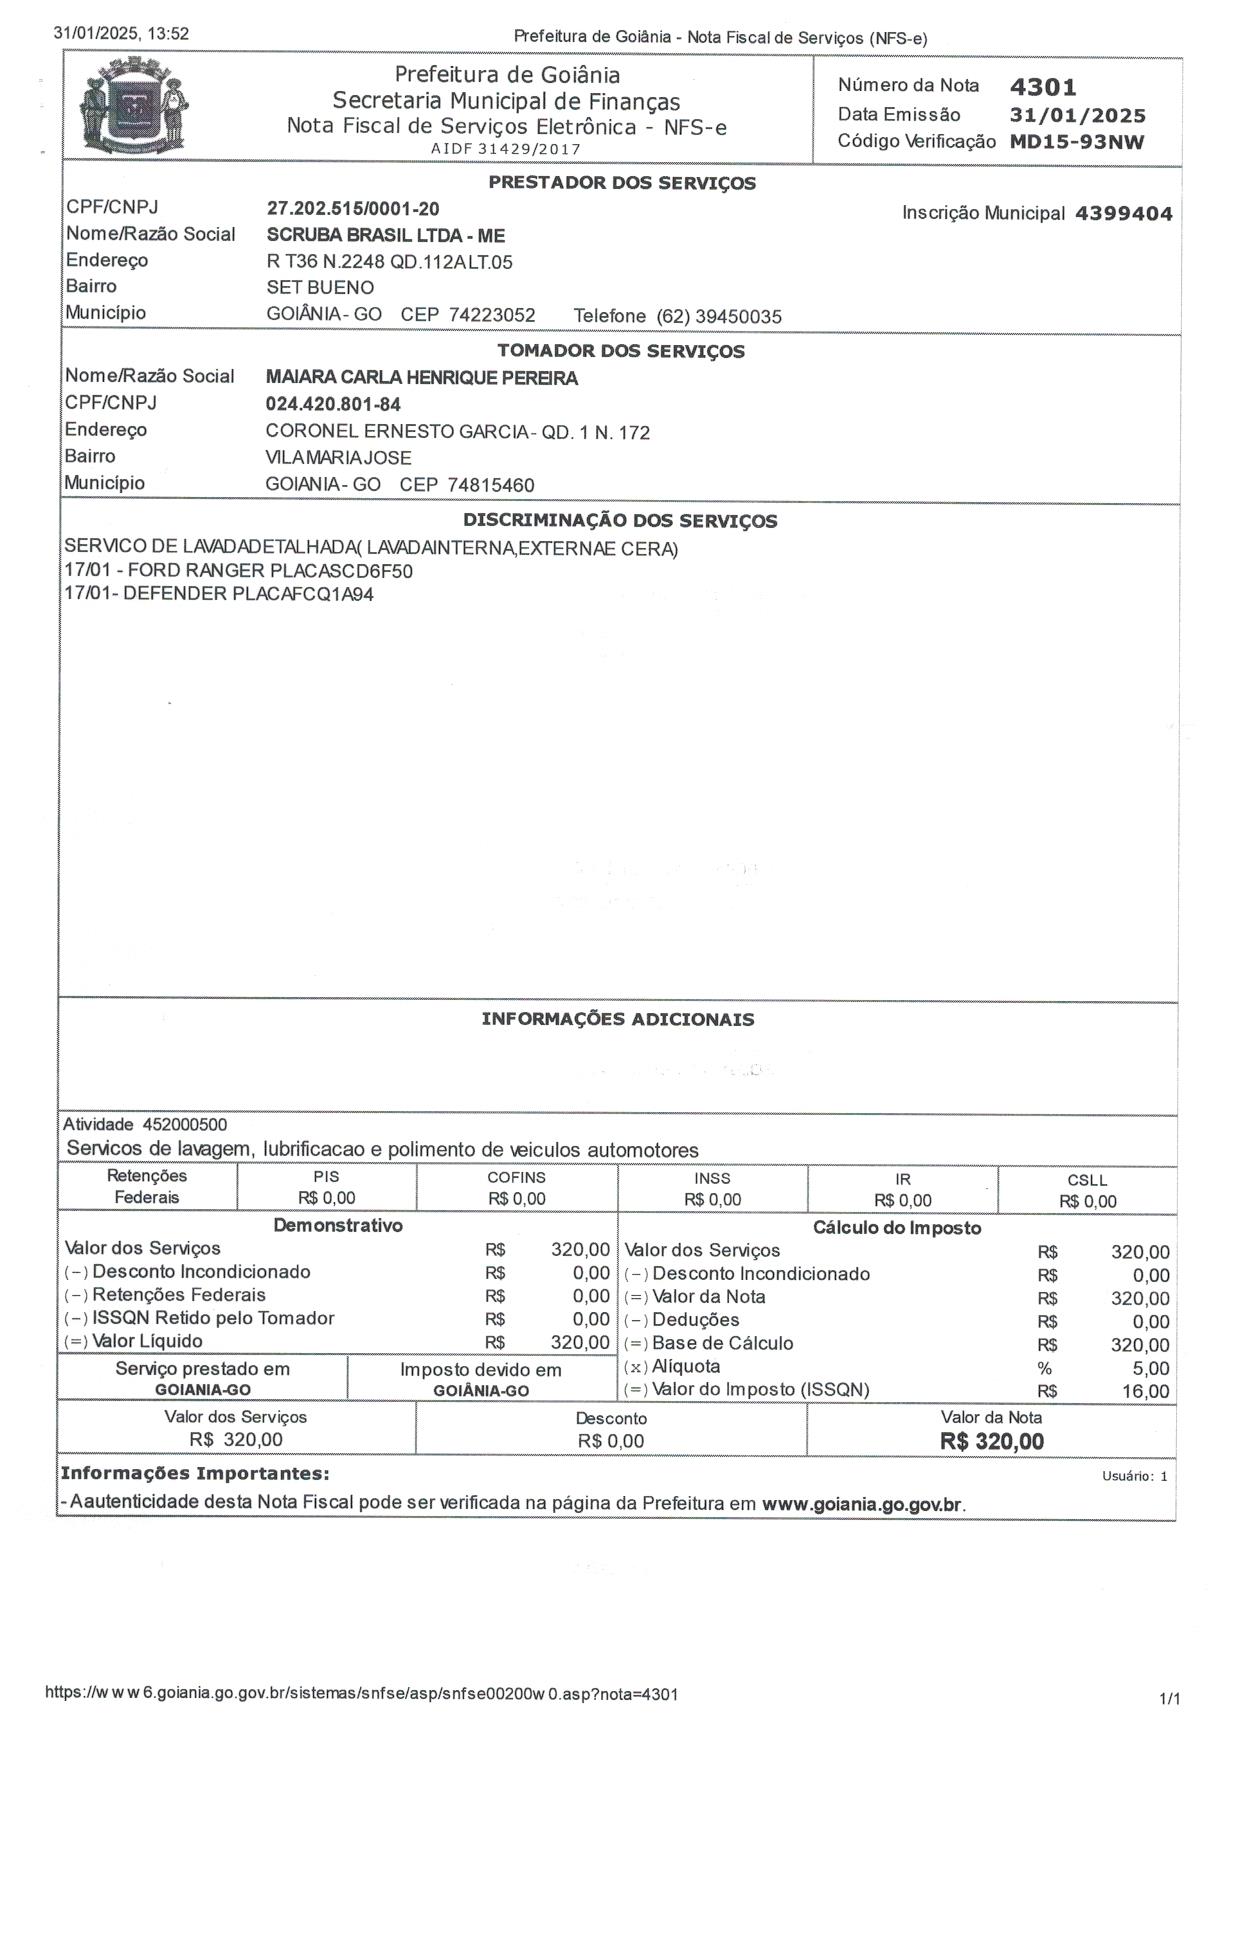 31/01/2025, 13:52
Prefeitura de Goiânia - Nota Fiscal de Serviços (NFS-e)
Prefeitura de Goiânia
Secretaria Municipal de Finanças
Nota Fiscal de Serviços Eletrônica - NFS-e
AIDF 31429/2017
Número da Nota 4301
Data Emissão 31/01/2025
Código Verificação MD15-93NW
PRESTADOR DOS SERVIÇOS
CPF/CNPJ 27.202.515/0001-20 Inscrição Municipal 4399404
Nome/Razão Social SCRUBA BRASIL LTDA - ME
Endereço R T36 N.2248 QD.112ALT.05
Bairro SET BUENO
Município GOIÂNIA- GO CEP 74223052 Telefone (62) 39450035
TOMADOR DOS SERVIÇOS
Nome/Razão Social MAIARA CARLA HENRIQUE PEREIRA
CPF/CNPJ 024.420.801-84
Endereço CORONEL ERNESTO GARCIA- QD. 1 N. 172
Bairro VILAMARIAJOSE
Município GOIANIA- GO CEP 74815460
DISCRIMINAÇÃO DOS SERVIÇOS
SERVICO DE LAVADADETALHADA( LAVADAINTERNA,EXTERNAE CERA)
17/01 - FORD RANGER PLACASCD6F50
17/01- DEFENDER PLACAFCQ1A94
INFORMAÇÕES ADICIONAIS
Atividade 452000500
Servicos de lavagem, lubrificacao e polimento de veiculos automotores
Retenções Federais PIS R$ 0,00 COFINS R$ 0,00 INSS R$ 0,00 IR R$ 0,00 CSLL R$ 0,00
Demonstrativo
Valor dos Serviços R$ 320,00
(-) Desconto Incondicionado R$ 0,00
(-) Retenções Federais R$ 0,00
(-) ISSQN Retido pelo Tomador R$ 0,00
(=) Valor Líquido R$ 320,00
Serviço prestado em
GOIANIA-GO
Imposto devido em
GOIÂNIA-GO
Cálculo do Imposto
Valor dos Serviços R$ 320,00
(-) Desconto Incondicionado R$ 0,00
(=) Valor da Nota R$ 320,00
(-) Deduções R$ 0,00
(=) Base de Cálculo R$ 320,00
(x) Alíquota % 5,00
(=) Valor do Imposto (ISSQN) R$ 16,00
Valor dos Serviços
R$ 320,00
Desconto
R$ 0,00
Valor da Nota
R$ 320,00
Informações Importantes: Usuário: 1
- Aautenticidade desta Nota Fiscal pode ser verificada na página da Prefeitura em www.goiania.go.gov.br.
https://w w w 6.goiania.go.gov.br/sistemas/snfse/asp/snfse00200w 0.asp?nota=4301
1/1